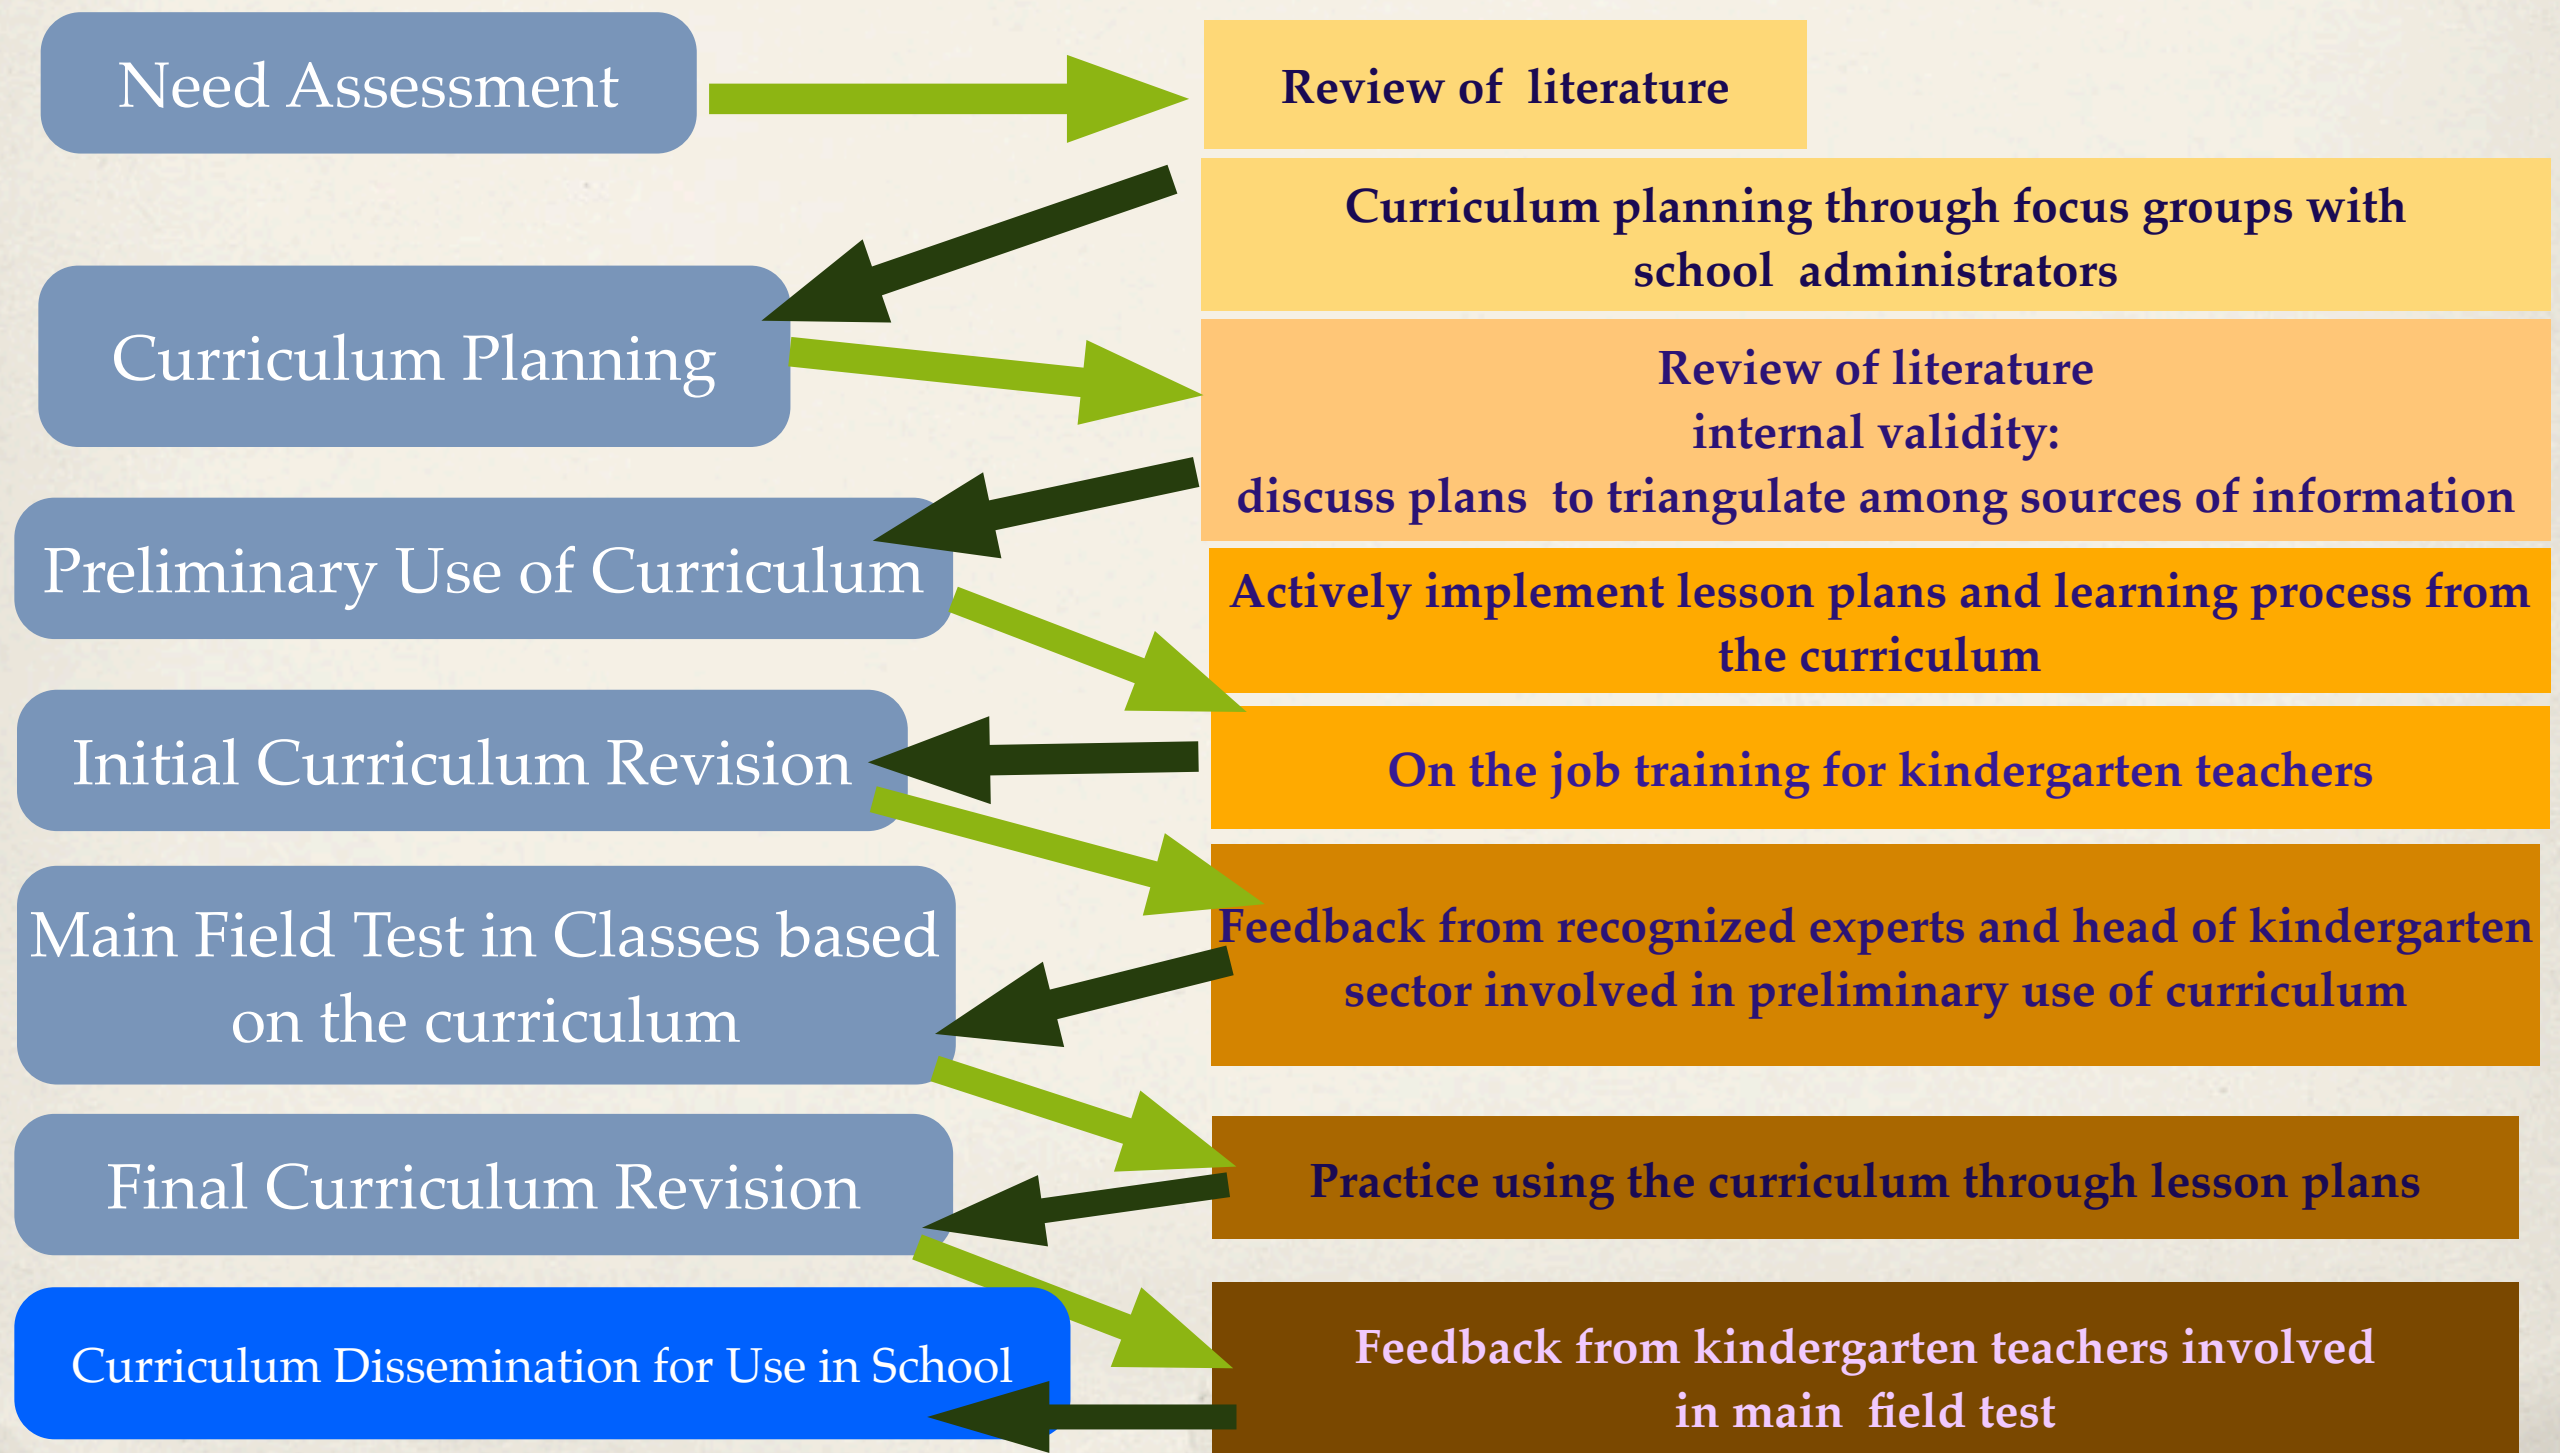 Need Assessment
Review of literature
Curriculum planning through focus groups with
school administrators
Curriculum Planning
Review of literature
internal validity:
discuss plans to triangulate among sources of information
Preliminary Use of Curriculum
Actively implement lesson plans and learning process from
the curriculum
Initial Curriculum Revision
On the job training for kindergarten teachers
Main Field Test in Classes based
on the curriculum
Feedback from recognized experts and head of kindergarten
sector involved in preliminary use of curriculum
Final Curriculum Revision
Practice using the curriculum through lesson plans
Curriculum Dissemination for Use in School
Feedback from kindergarten teachers involved
in main field test